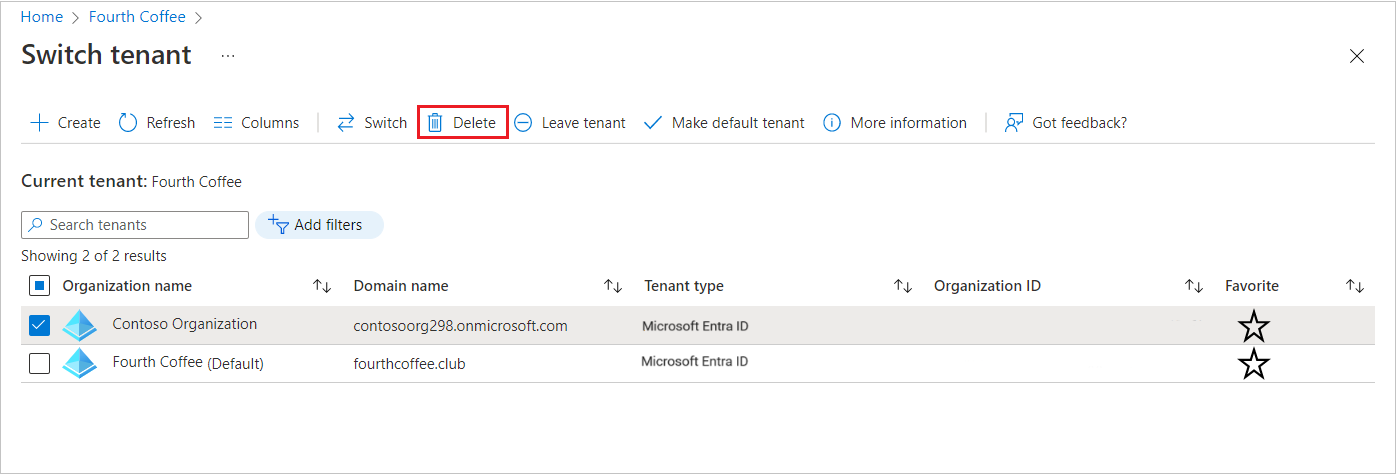 Home > Fourth Coffee >
Switch tenant ...
Create Refresh Columns Switch Delete Leave tenant Make default tenant More information Got feedback?
Current tenant: Fourth Coffee
Search tenants Add filters
Showing 2 of 2 results
Organization name Domain name Tenant type Organization ID Favorite
Contoso Organization contosoorg298.onmicrosoft.com Microsoft Entra ID
Fourth Coffee (Default) fourthcoffee.club Microsoft Entra ID